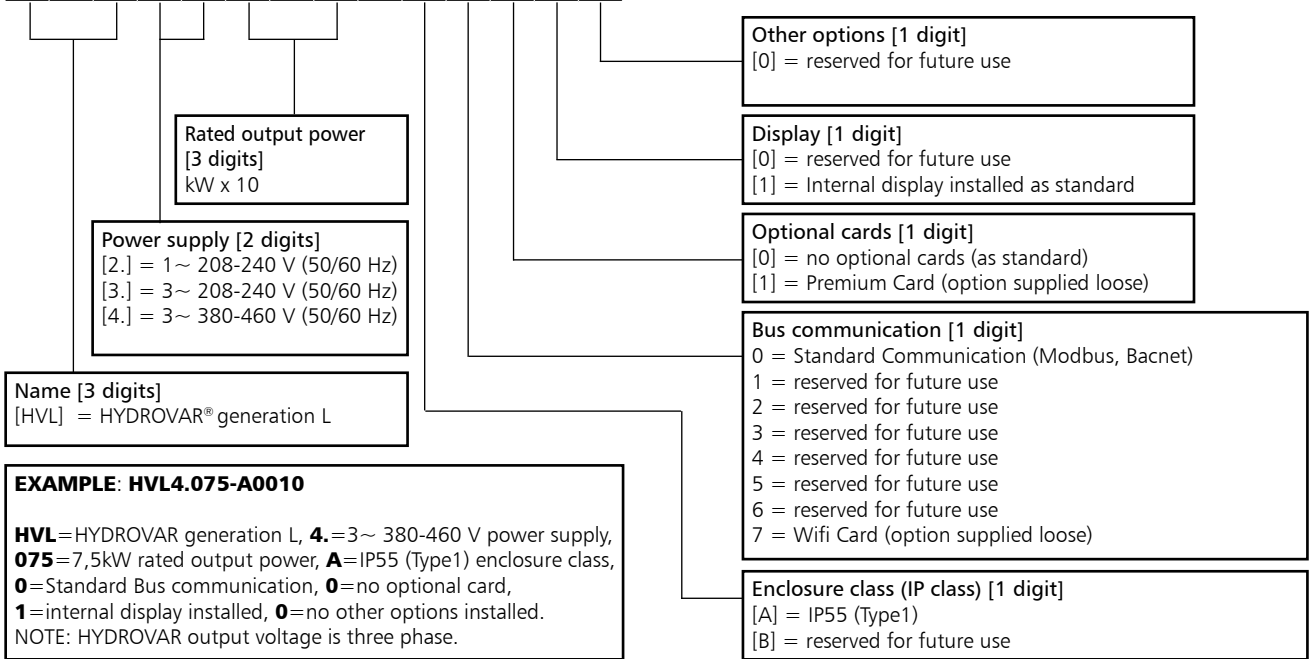 Other options [1 digit]
[0] = reserved for future use
Rated output power
[3 digits]
kW x 10
Display [1 digit]
[0] = reserved for future use
[1] = Internal display installed as standard
Power supply [2 digits]
[2.] = 1~ 208-240 V (50/60 Hz)
[3.] = 3~ 208-240 V (50/60 Hz)
[4.] = 3~ 380-460 V (50/60 Hz)
Optional cards [1 digit]
[0] = no optional cards (as standard)
[1] = Premium Card (option supplied loose)
Bus communication [1 digit]
0 = Standard Communication (Modbus, Bacnet)
1 = reserved for future use
2 = reserved for future use
3 = reserved for future use
4 = reserved for future use
5 = reserved for future use
6 = reserved for future use
7 = Wifi Card (option supplied loose)
Name [3 digits]
[HVL] = HYDROVAR® generation L
EXAMPLE: HVL4.075-A0010
HVL=HYDROVAR generation L, 4.=3~ 380-460 V power supply,
075=7,5kW rated output power, A=IP55 (Type1) enclosure class,
0=Standard Bus communication, 0=no optional card,
1=internal display installed, 0=no other options installed.
NOTE: HYDROVAR output voltage is three phase.
Enclosure class (IP class) [1 digit]
[A] = IP55 (Type1)
[B] = reserved for future use